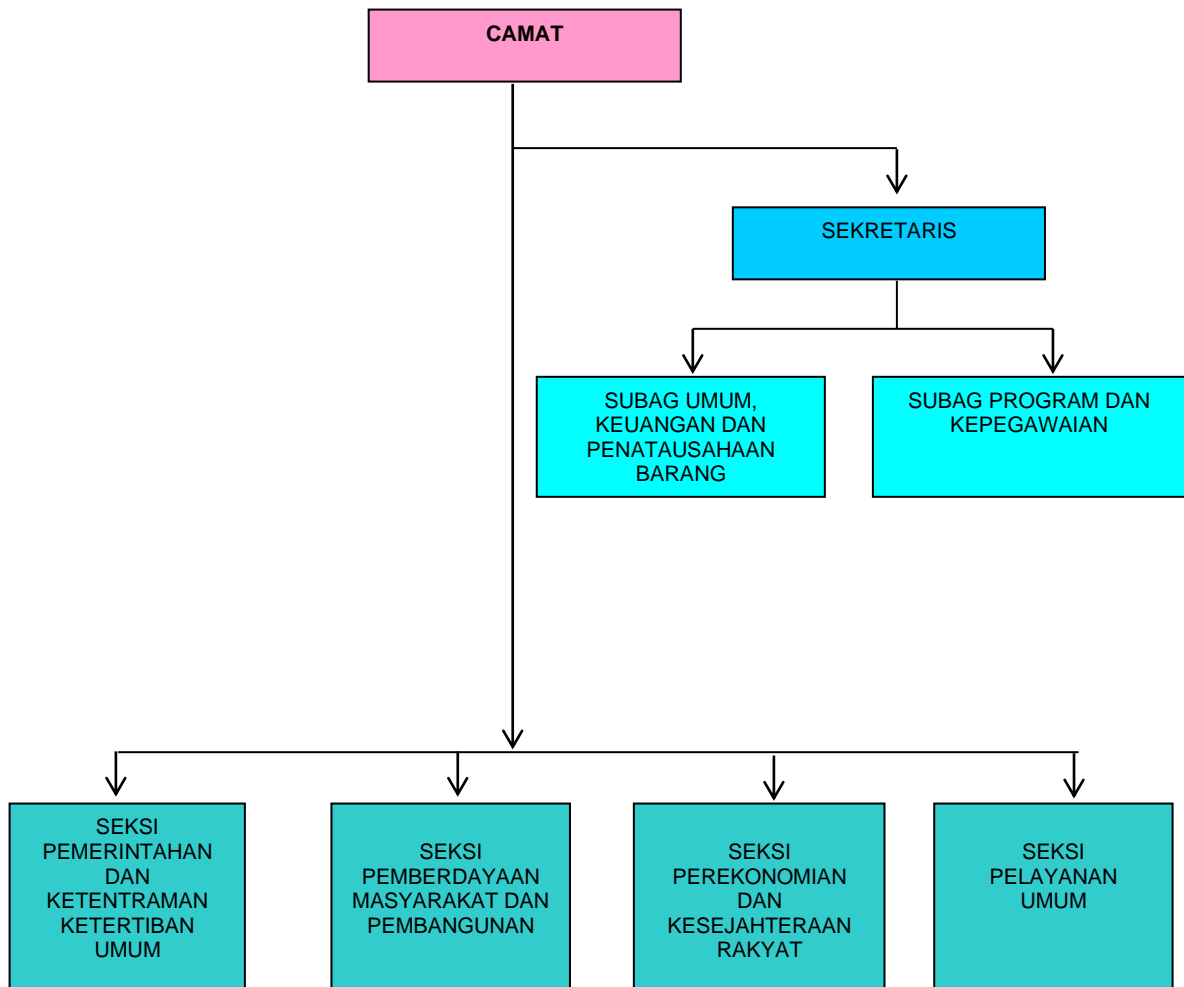 CAMAT
SEKRETARIS
SUBAG UMUM,
KEUANGAN DAN
PENATAUSAHAAN
BARANG
SUBAG PROGRAM DAN
KEPEGAWAIAN
SEKSI
PEMERINTAHAN
DAN
KETENTRAMAN
KETERTIBAN
UMUM
SEKSI
PEMBERDAYAAN
MASYARAKAT DAN
PEMBANGUNAN
SEKSI
PEREKONOMIAN
DAN
KESEJAHTERAAN
RAKYAT
SEKSI
PELAYANAN
UMUM